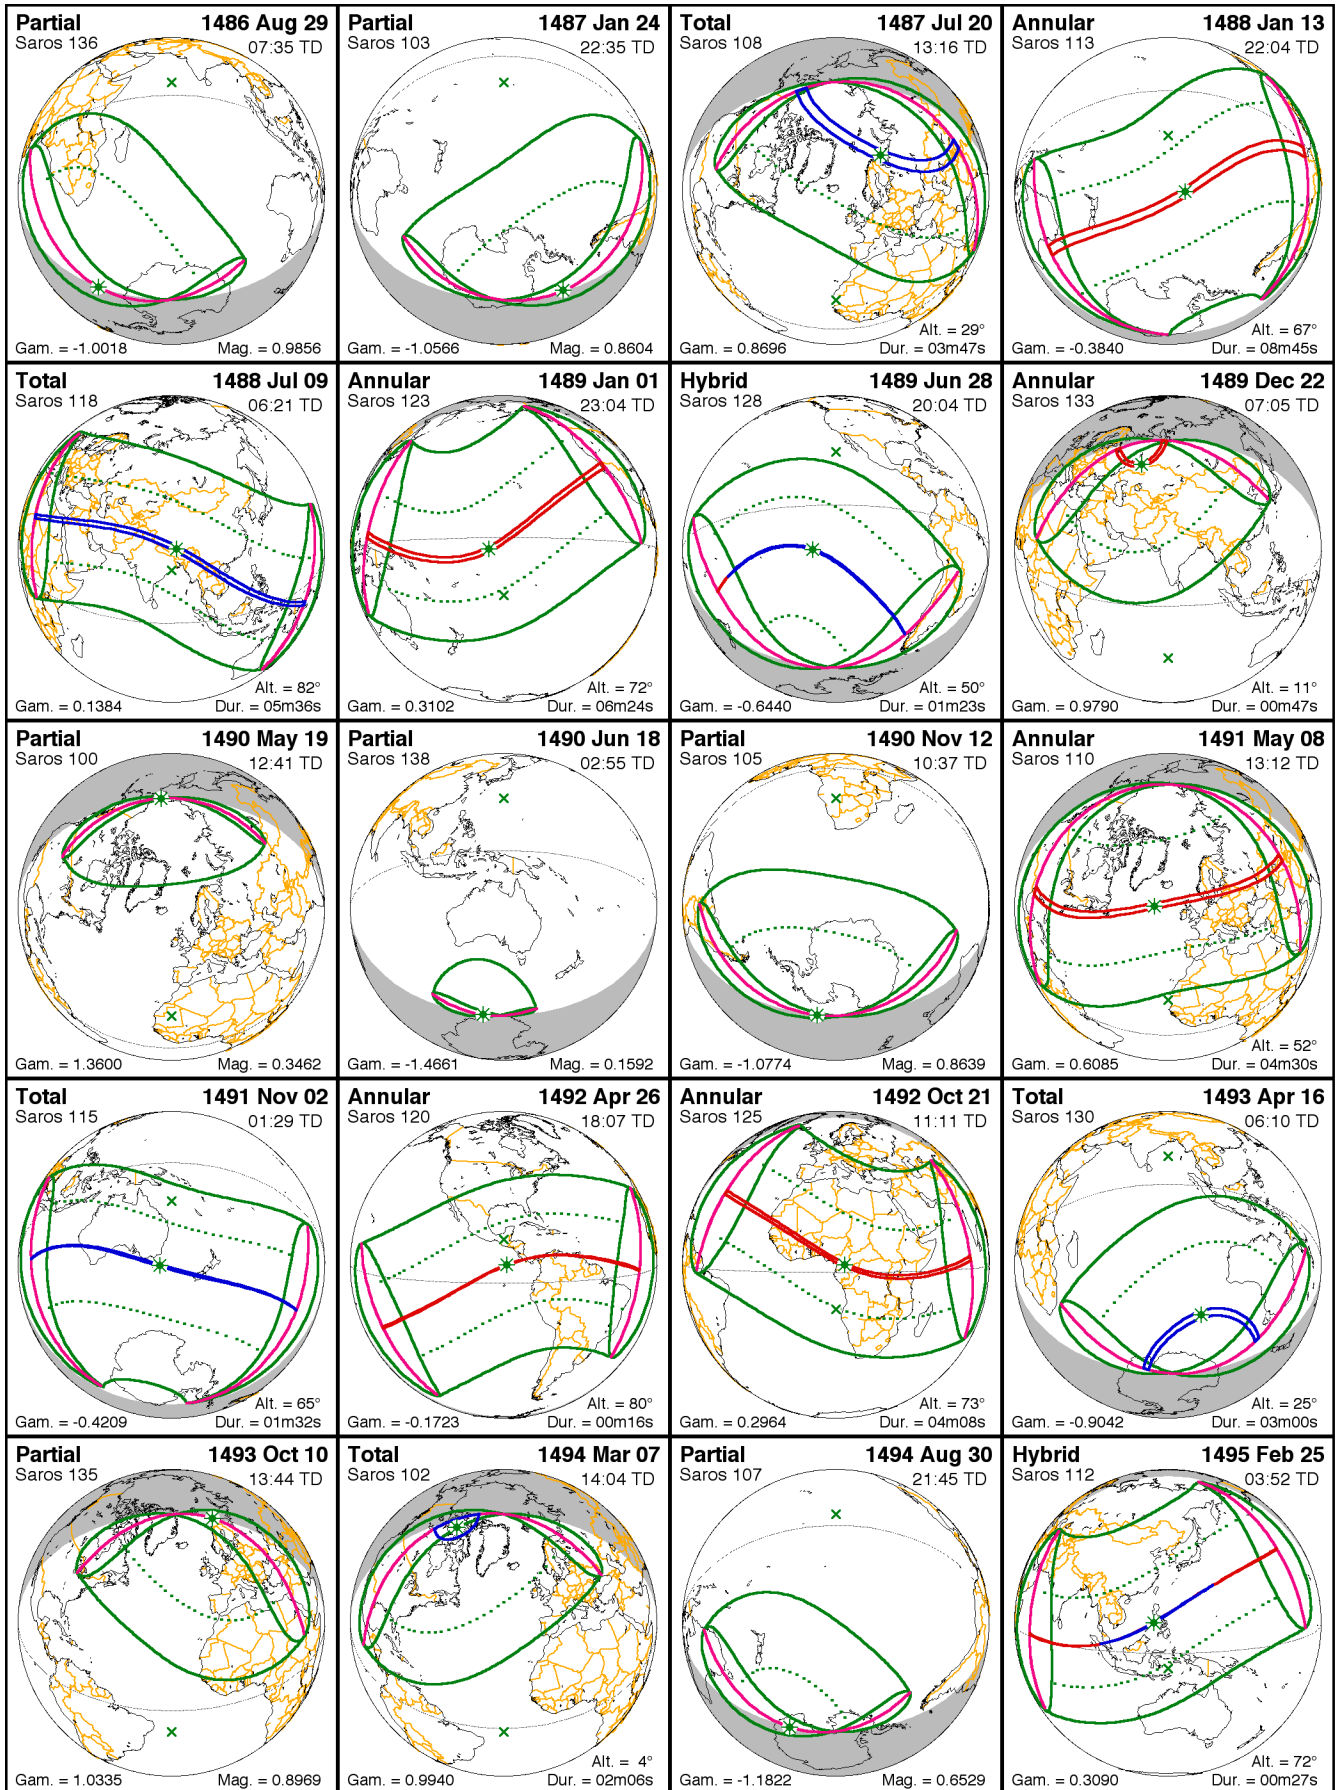 Partial 1486 Aug 29
Saros 136 07:35 TD
Gam. = -1.0018 Mag. = 0.9856
Partial 1487 Jan 24
Saros 103 22:35 TD
Gam. = -1.0566 Mag. = 0.8604
Total 1487 Jul 20
Saros 108 13:16 TD
Alt. = 29°
Gam. = 0.8696 Dur. = 03m47s
Annular 1488 Jan 13
Saros 113 22:04 TD
Alt. = 67°
Gam. = -0.3840 Dur. = 08m45s
Total 1488 Jul 09
Saros 118 06:21 TD
Alt. = 82°
Gam. = 0.1384 Dur. = 05m36s
Annular 1489 Jan 01
Saros 123 23:04 TD
Alt. = 72°
Gam. = 0.3102 Dur. = 06m24s
Hybrid 1489 Jun 28
Saros 128 20:04 TD
Alt. = 50°
Gam. = -0.6440 Dur. = 01m23s
Annular 1489 Dec 22
Saros 133 07:05 TD
Alt. = 11°
Gam. = 0.9790 Dur. = 00m47s
Partial 1490 May 19
Saros 100 12:41 TD
Gam. = 1.3600 Mag. = 0.3462
Partial 1490 Jun 18
Saros 138 02:55 TD
Gam. = -1.4661 Mag. = 0.1592
Partial 1490 Nov 12
Saros 105 10:37 TD
Gam. = -1.0774 Mag. = 0.8639
Annular 1491 May 08
Saros 110 13:12 TD
Alt. = 52°
Gam. = 0.6085 Dur. = 04m30s
Total 1491 Nov 02
Saros 115 01:29 TD
Alt. = 65°
Gam. = -0.4209 Dur. = 01m32s
Annular 1492 Apr 26
Saros 120 18:07 TD
Alt. = 80°
Gam. = -0.1723 Dur. = 00m16s
Annular 1492 Oct 21
Saros 125 11:11 TD
Alt. = 73°
Gam. = 0.2964 Dur. = 04m08s
Total 1493 Apr 16
Saros 130 06:10 TD
Alt. = 25°
Gam. = -0.9042 Dur. = 03m00s
Partial 1493 Oct 10
Saros 135 13:44 TD
Gam. = 1.0335 Mag. = 0.8969
Total 1494 Mar 07
Saros 102 14:04 TD
Alt. = 4°
Gam. = 0.9940 Dur. = 02m06s
Partial 1494 Aug 30
Saros 107 21:45 TD
Gam. = -1.1822 Mag. = 0.6529
Hybrid 1495 Feb 25
Saros 112 03:52 TD
Alt. = 72°
Gam. = 0.3090 Dur. = 00m27s